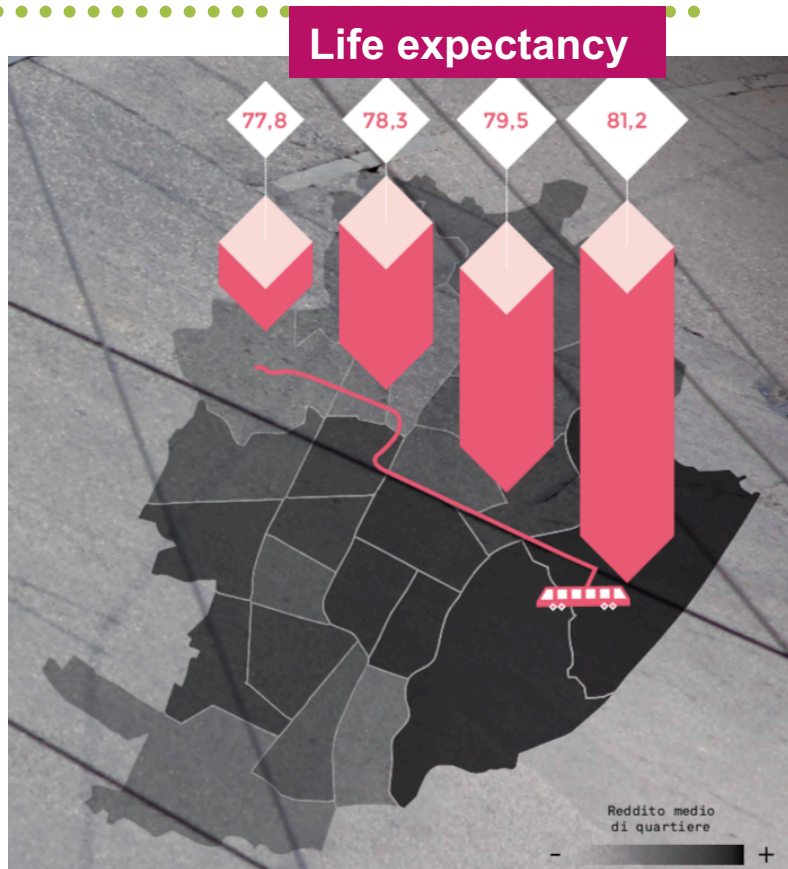 Life expectancy
77,8
78,3
79,5
81,2
Reddito medio
di quartiere
- +